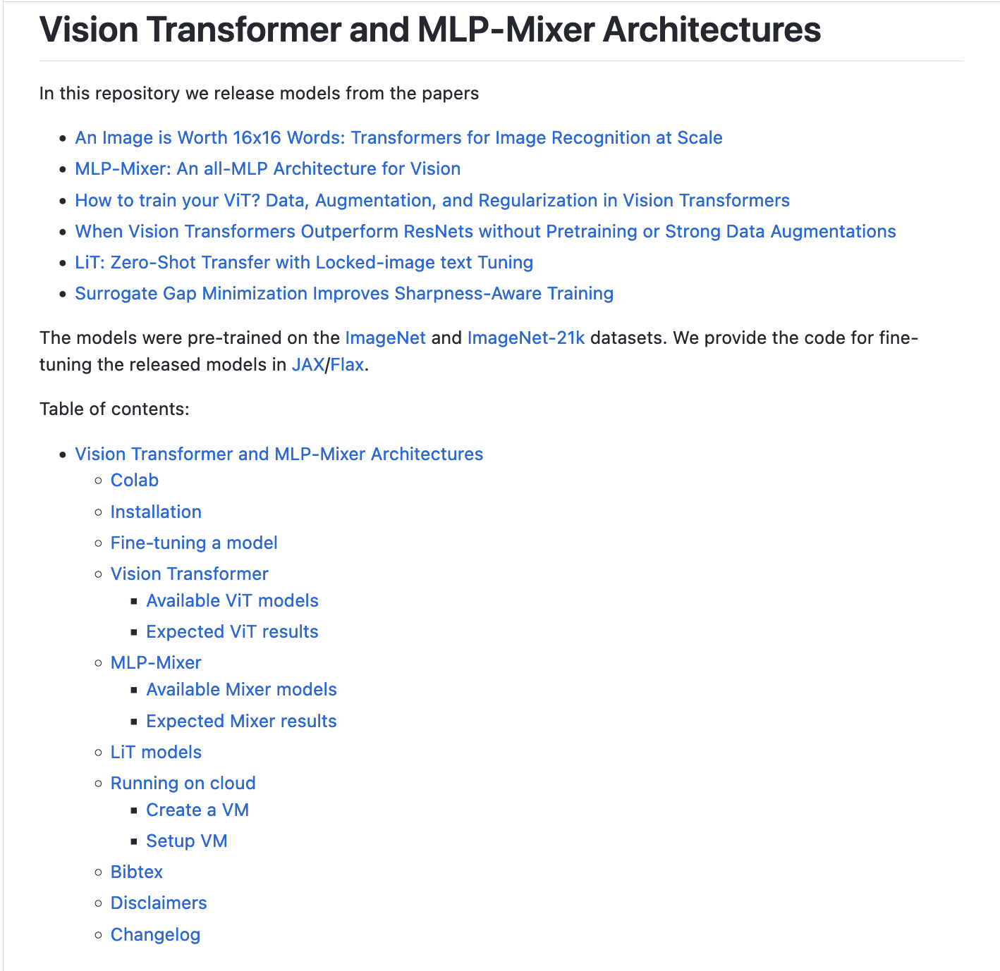 Vision Transformer and MLP-Mixer Architectures
In this repository we release models from the papers
An Image is Worth 16x16 Words: Transformers for Image Recognition at Scale
MLP-Mixer: An all-MLP Architecture for Vision
How to train your ViT? Data, Augmentation, and Regularization in Vision Transformers
When Vision Transformers Outperform ResNets without Pretraining or Strong Data Augmentations
LiT: Zero-Shot Transfer with Locked-image text Tuning
Surrogate Gap Minimization Improves Sharpness-Aware Training
The models were pre-trained on the ImageNet and ImageNet-21k datasets. We provide the code for fine-
tuning the released models in JAX/Flax.
Table of contents:
Vision Transformer and MLP-Mixer Architectures
Colab
Installation
Fine-tuning a model
Vision Transformer
Available ViT models
Expected ViT results
MLP-Mixer
Available Mixer models
Expected Mixer results
LiT models
Running on cloud
Create a VM
Setup VM
Bibtex
Disclaimers
Changelog